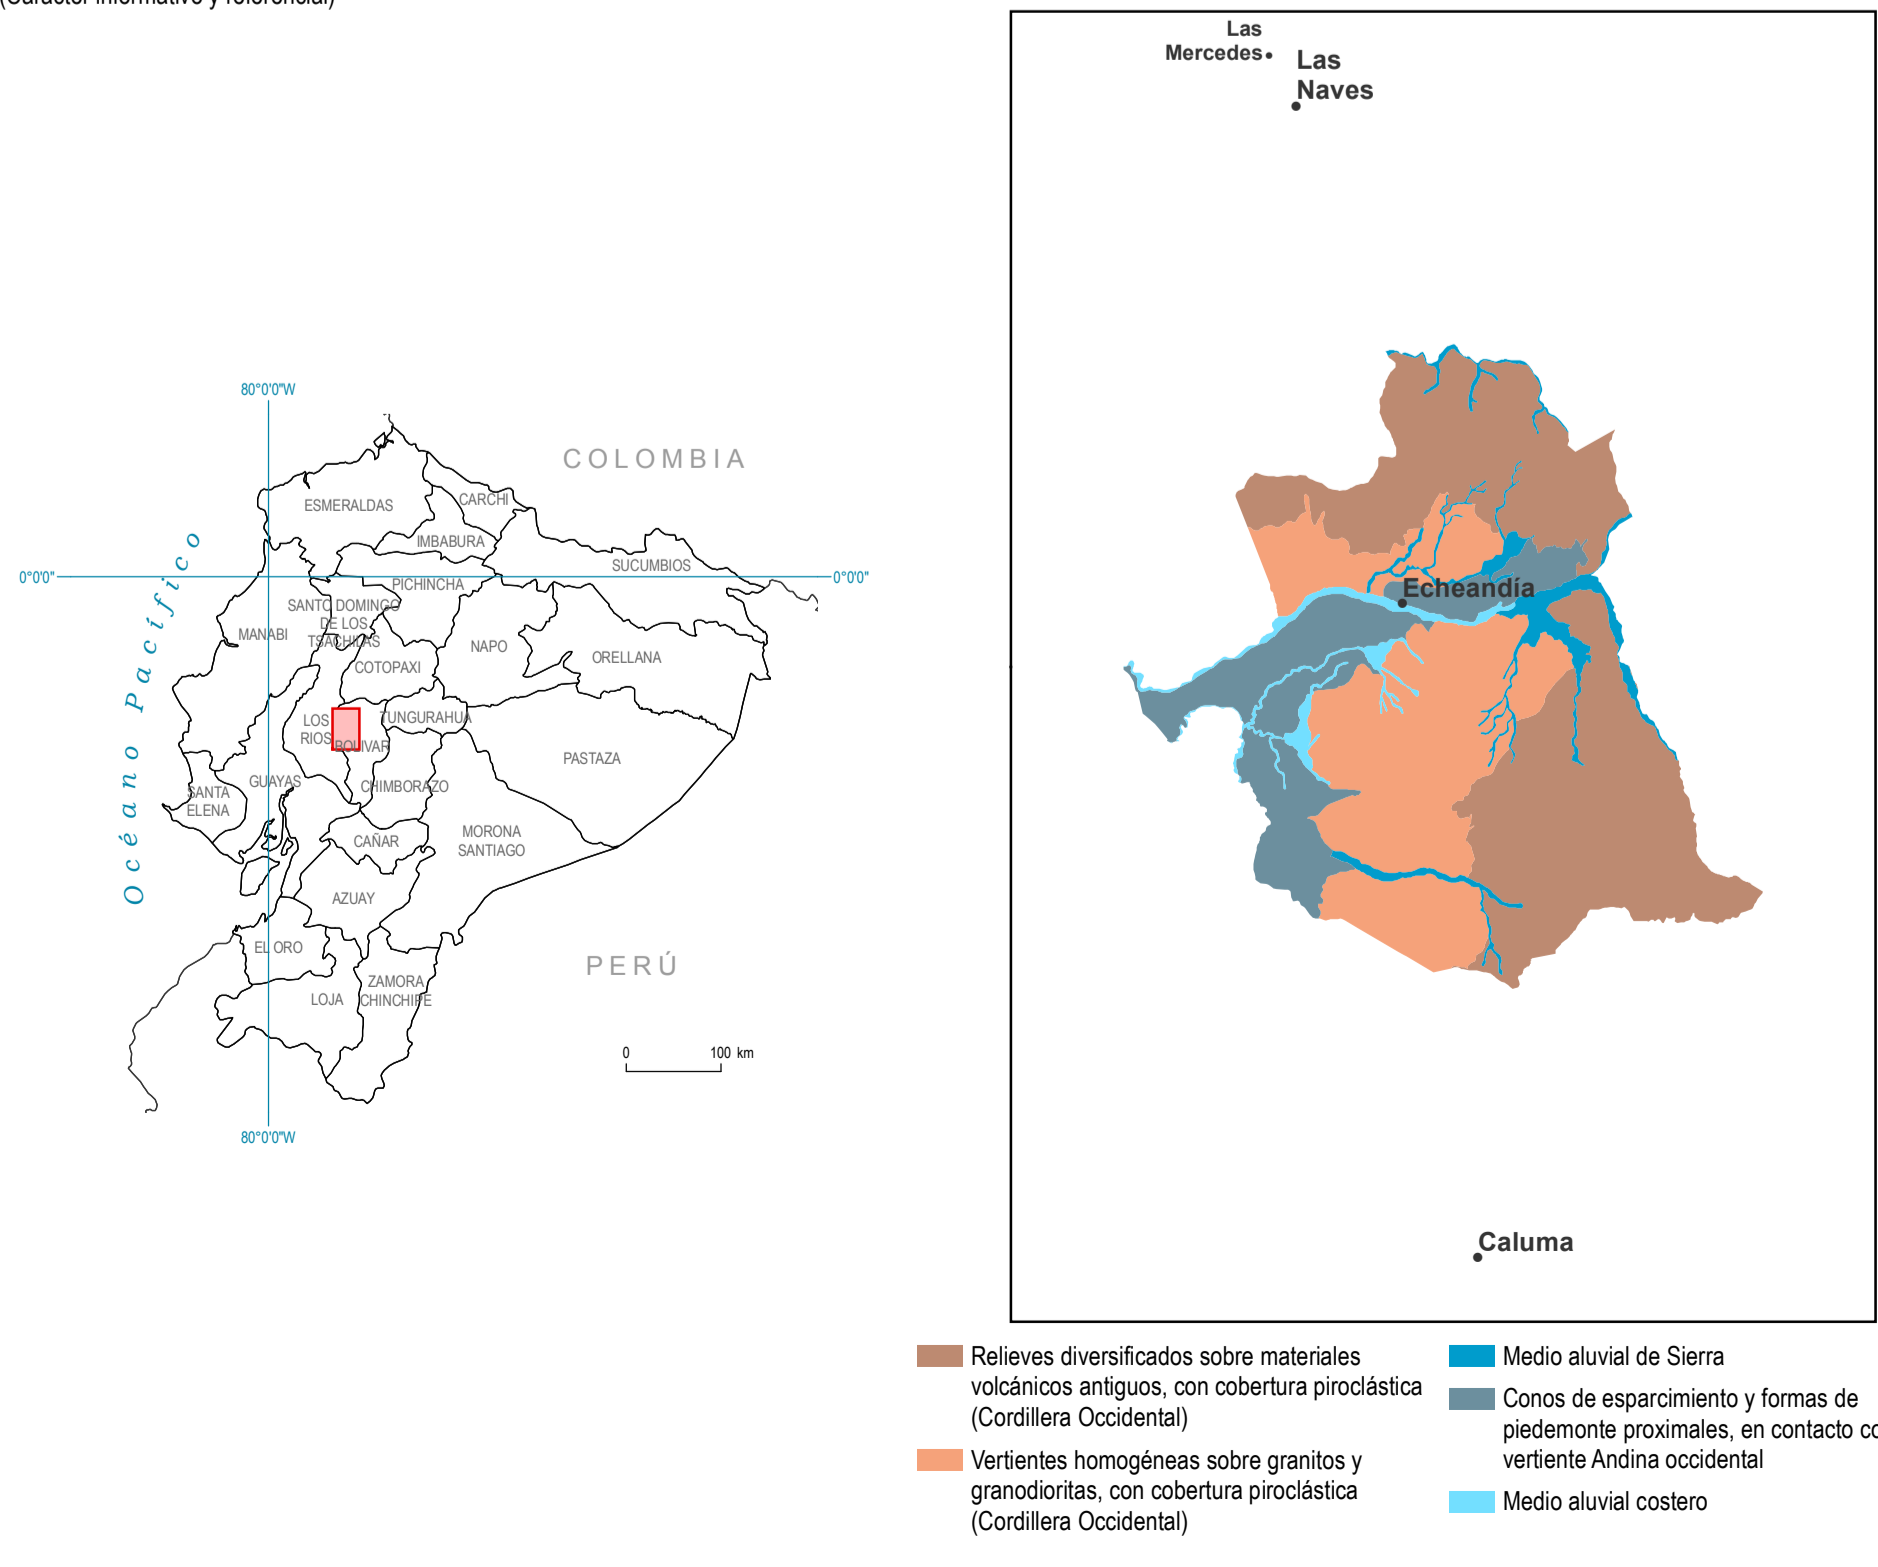 (Carácter informativo y referencial)
80°0'0"W
COLOMBIA
ESMERALDAS
CARCHI
IMBABURA
SUCUMBIOS
0°0'0"
0°0'0"
PICHINCHA
SANTO DOMINGO
DE LOS
TSACHILAS
MANABI
NAPO
ORELLANA
COTOPAXI
Océano Pacífico
LOS
RIOS
TUNGURAHUA
BOLIVAR
PASTAZA
GUAYAS
CHIMBORAZO
SANTA
ELENA
CAÑAR
MORONA
SANTIAGO
AZUAY
EL ORO
PERÚ
ZAMORA
CHINCHIPE
LOJA
0 100 km
80°0'0"W
Las
Mercedes
Las
Naves
Echeandía
Caluma
Relieves diversificados sobre materiales
volcánicos antiguos, con cobertura piroclástica
(Cordillera Occidental)
Vertientes homogéneas sobre granitos y
granodioritas, con cobertura piroclástica
(Cordillera Occidental)
Medio aluvial de Sierra
Conos de esparcimiento y formas de
piedemonte proximales, en contacto co
vertiente Andina occidental
Medio aluvial costero